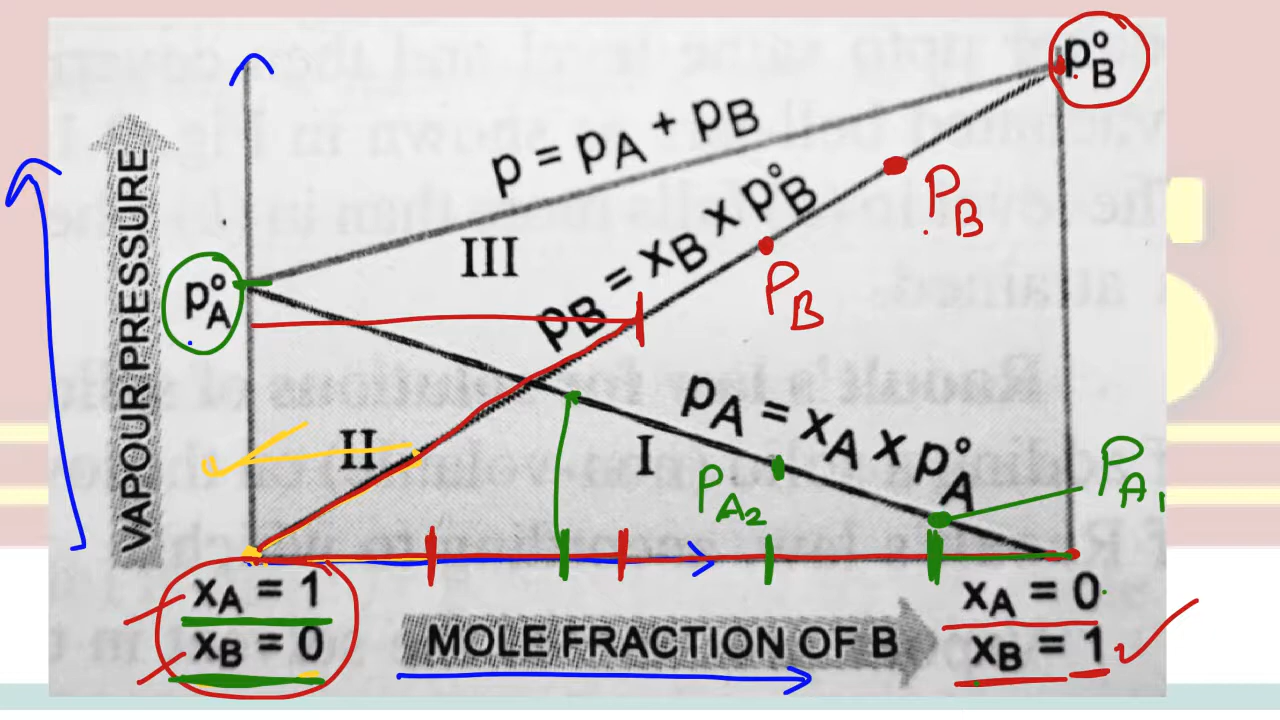 VAPOUR PRESSURE
p°B
p = pA + pB
III
pB = xB x p°B
PB
PB
p°A
II
I
pA = xA x p°A
PA2
PA1
xA = 1
xB = 0
MOLE FRACTION OF B
xA = 0
xB = 1